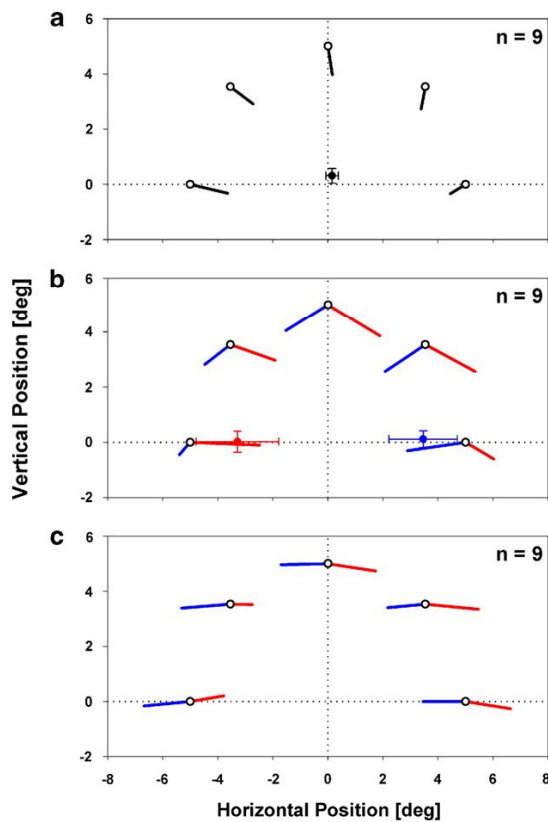 a
6
n = 9
4
2
0
-2
b
6
n = 9
4
2
0
-2
c
6
n = 9
4
2
0
-2
-8 -6 -4 -2 0 2 4 6 8
Vertical Position [deg]
Horizontal Position [deg]